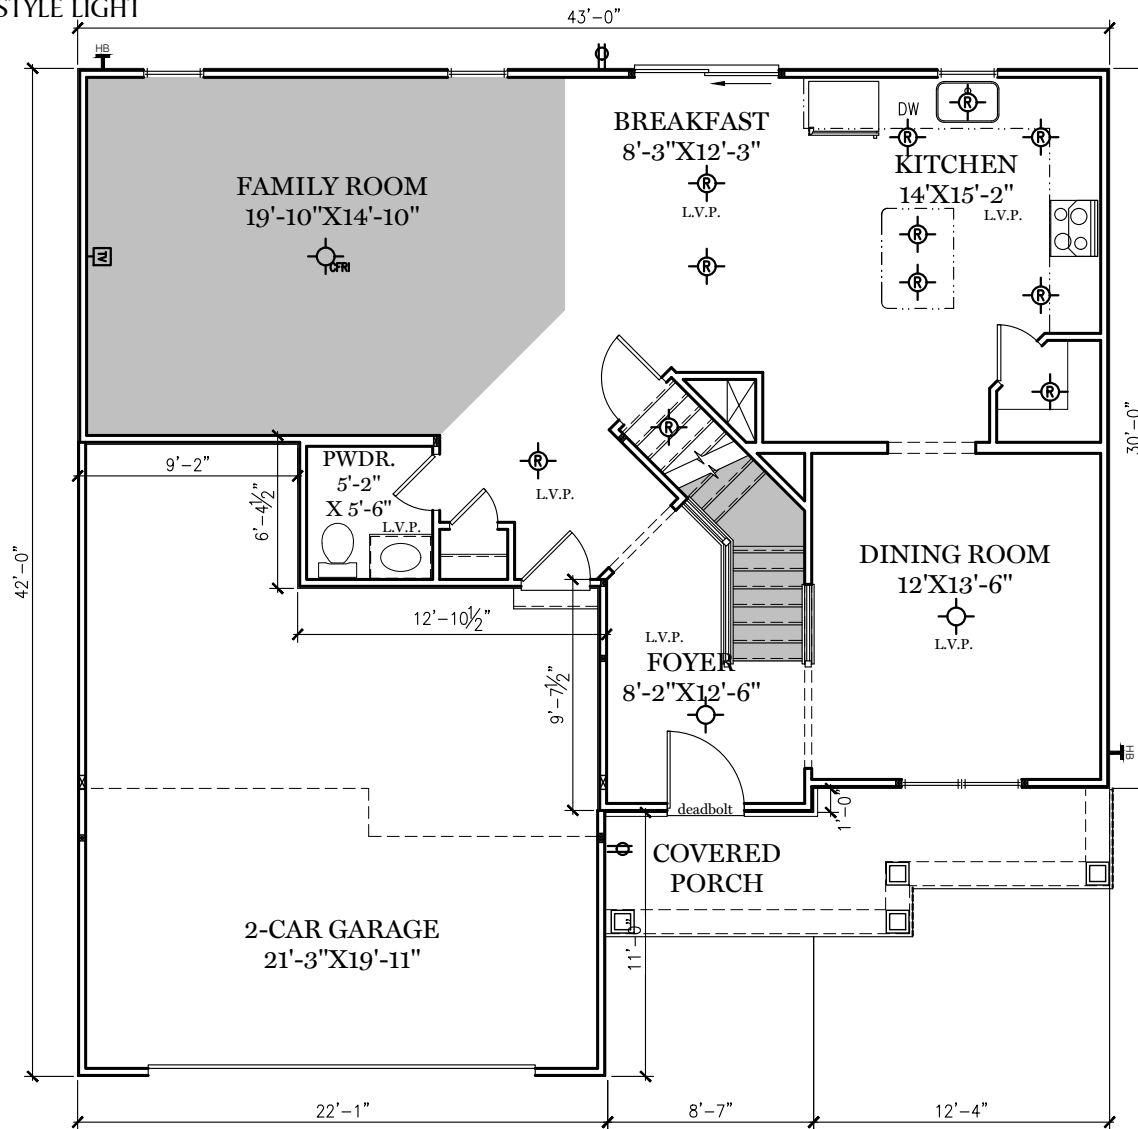 STYLE LIGHT
43'-0"
HB
DW
BREAKFAST
8'-3"X12'-3"
L.V.P.
KITCHEN
14'X15'-2"
L.V.P.
R
R
R
R
R
R
R
R
R
FAMILY ROOM
19'-10"X14'-10"
CFRI
TV
R
R
30'-0"
9'-2"
6'-4½"
PWDR.
5'-2"
X 5'-6"
L.V.P.
R
L.V.P.
42'-0"
12'-10½"
9'-7½"
DINING ROOM
12'X13'-6"
L.V.P.
L.V.P.
FOYER
8'-2"X12'-6"
HB
deadbolt
1'-0"
COVERED
PORCH
2-CAR GARAGE
21'-3"X19'-11"
11'-0"
22'-1"
8'-7"
12'-4"